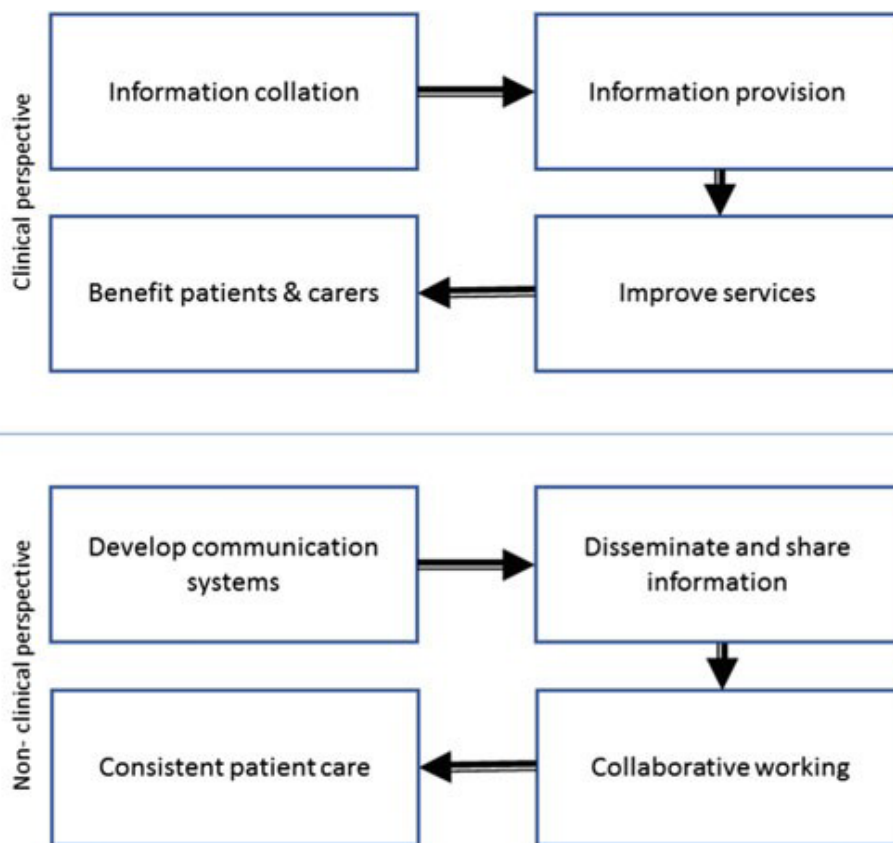 Clinical perspective
Information collation
Information provision
Benefit patients & carers
Improve services
Non- clinical perspective
Develop communication
systems
Disseminate and share
information
Consistent patient care
Collaborative working